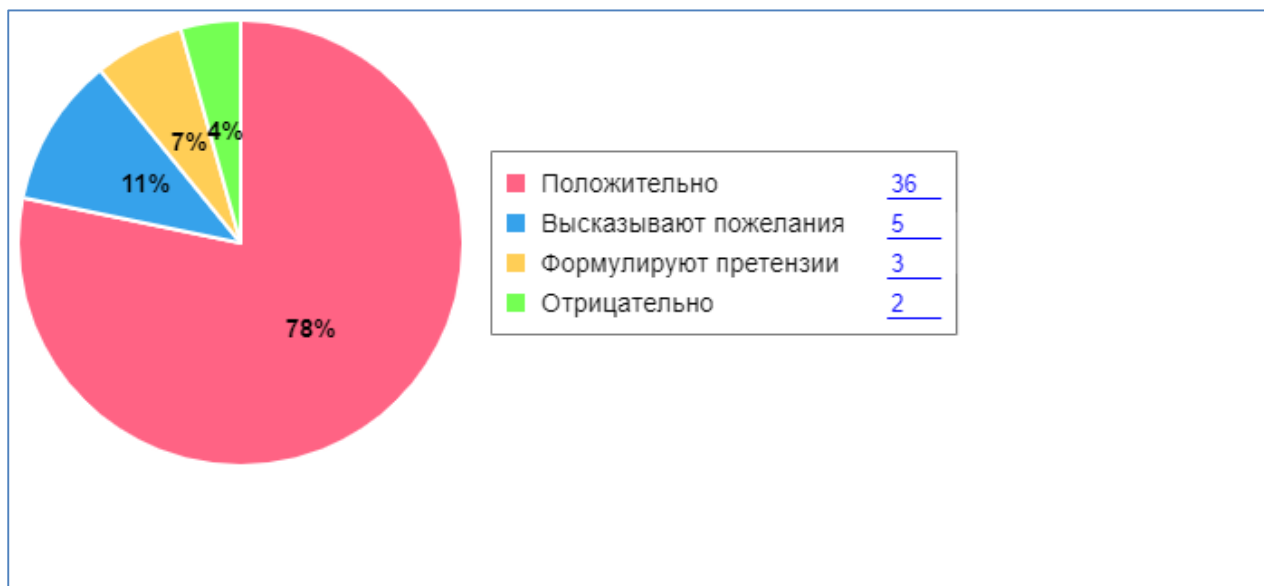 4%
7%
11%
78%
Положительно 36
Высказывают пожелания 5
Формулируют претензии 3
Отрицательно 2